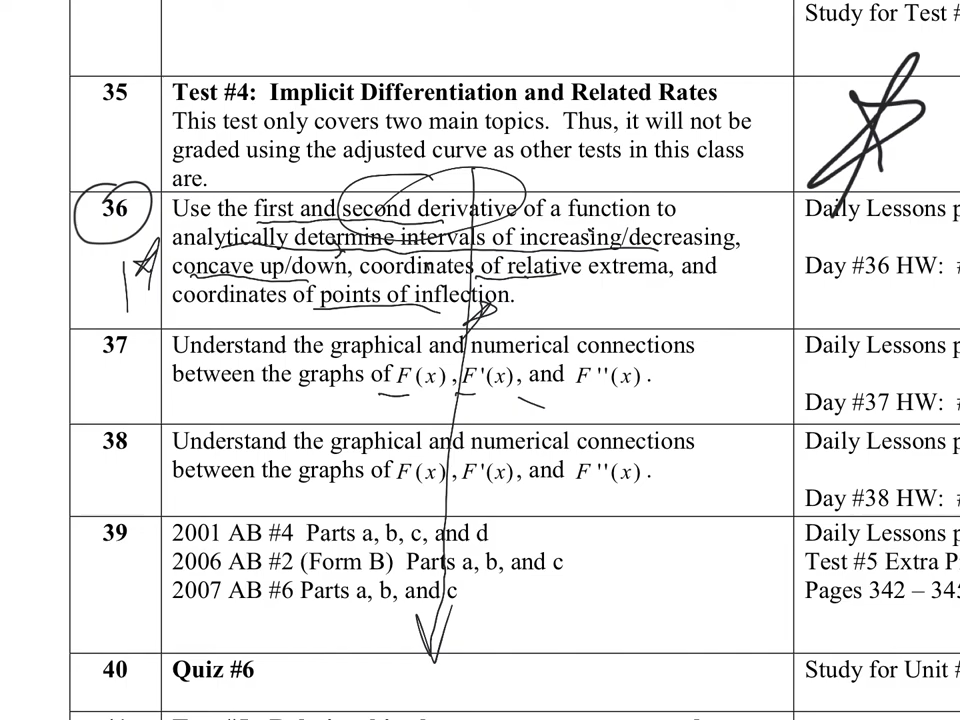 Study for Test #
35
Test #4:  Implicit Differentiation and Related Rates
This test only covers two main topics.  Thus, it will not be
graded using the adjusted curve as other tests in this class
are.
36
Use the first and second derivative of a function to
analytically determine intervals of increasing/decreasing,
concave up/down, coordinates of relative extrema, and
coordinates of points of inflection.
Daily Lessons p
Day #36 HW:  #
37
Understand the graphical and numerical connections
between the graphs of F(x), F'(x), and F''(x).
Daily Lessons p
Day #37 HW:  #
38
Understand the graphical and numerical connections
between the graphs of F(x), F'(x), and F''(x).
Daily Lessons p
Day #38 HW:  #
39
2001 AB #4  Parts a, b, c, and d
2006 AB #2 (Form B)  Parts a, b, and c
2007 AB #6 Parts a, b, and c
Daily Lessons p
Test #5 Extra P
Pages 342 – 345
40
Quiz #6
Study for Unit #